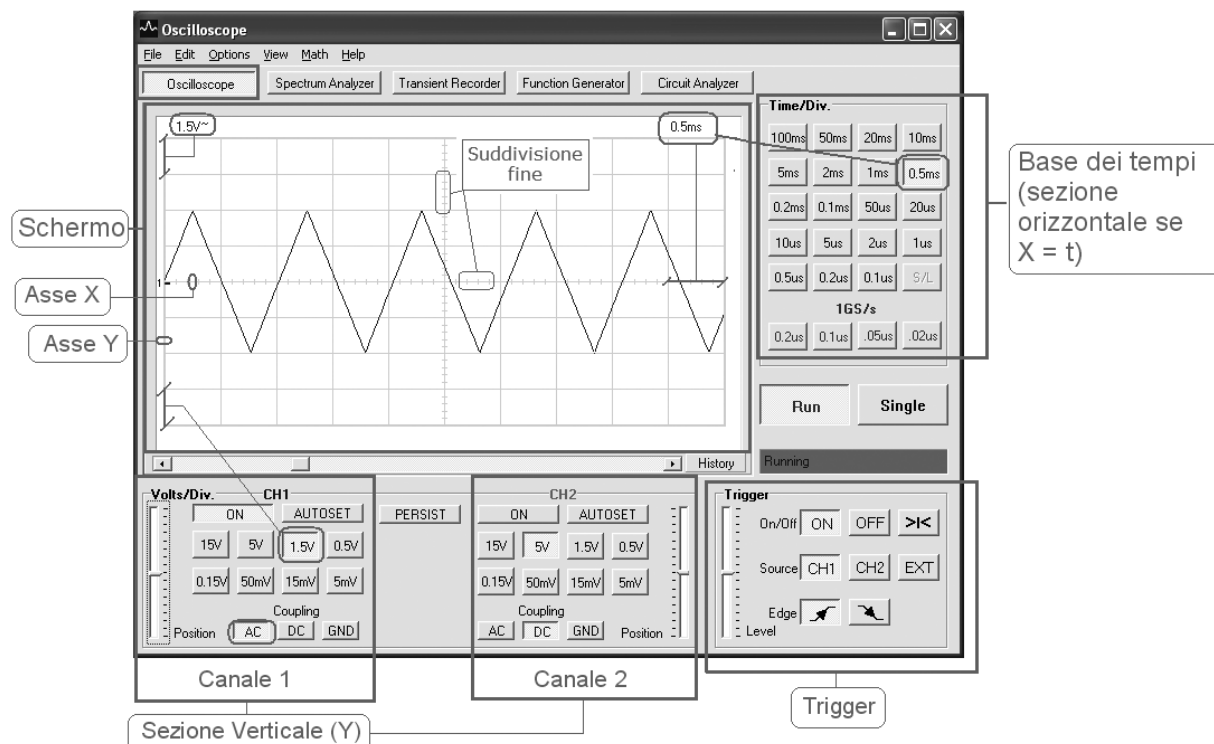 Oscilloscope
File Edit Options View Math Help
Oscilloscope Spectrum Analyzer Transient Recorder Function Generator Circuit Analyzer
1.5V~
0.5ms
Suddivisione
fine
1
Schermo
Asse X
Asse Y
Time/Div.
100ms 50ms 20ms 10ms
5ms 2ms 1ms 0.5ms
0.2ms 0.1ms 50us 20us
10us 5us 2us 1us
0.5us 0.2us 0.1us S/L
1GS/s
0.2us 0.1us .05us .02us
Base dei tempi
(sezione
orizzontale se
X = t)
Run Single
History
Running
Volts/Div. CH1
ON AUTOSET
15V 5V 1.5V 0.5V
0.15V 50mV 15mV 5mV
Coupling
Position AC DC GND
PERSIST
CH2
ON AUTOSET
15V 5V 1.5V 0.5V
0.15V 50mV 15mV 5mV
Coupling
AC DC GND Position
Trigger
On/Off ON OFF >I<
Source CH1 CH2 EXT
Edge
Level
Canale 1
Canale 2
Trigger
Sezione Verticale (Y)